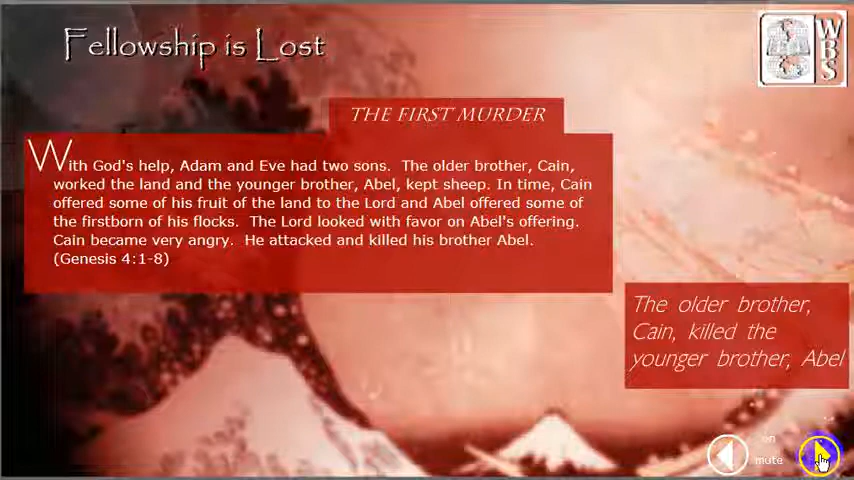 Fellowship is Lost
WBS
THE FIRST MURDER
With God's help, Adam and Eve had two sons. The older brother, Cain,
worked the land and the younger brother, Abel, kept sheep. In time, Cain
offered some of his fruit of the land to the Lord and Abel offered some of
the firstborn of his flocks. The Lord looked with favor on Abel's offering.
Cain became very angry. He attacked and killed his brother Abel.
(Genesis 4:1-8)
The older brother,
Cain, killed the
younger brother, Abel
on
mute